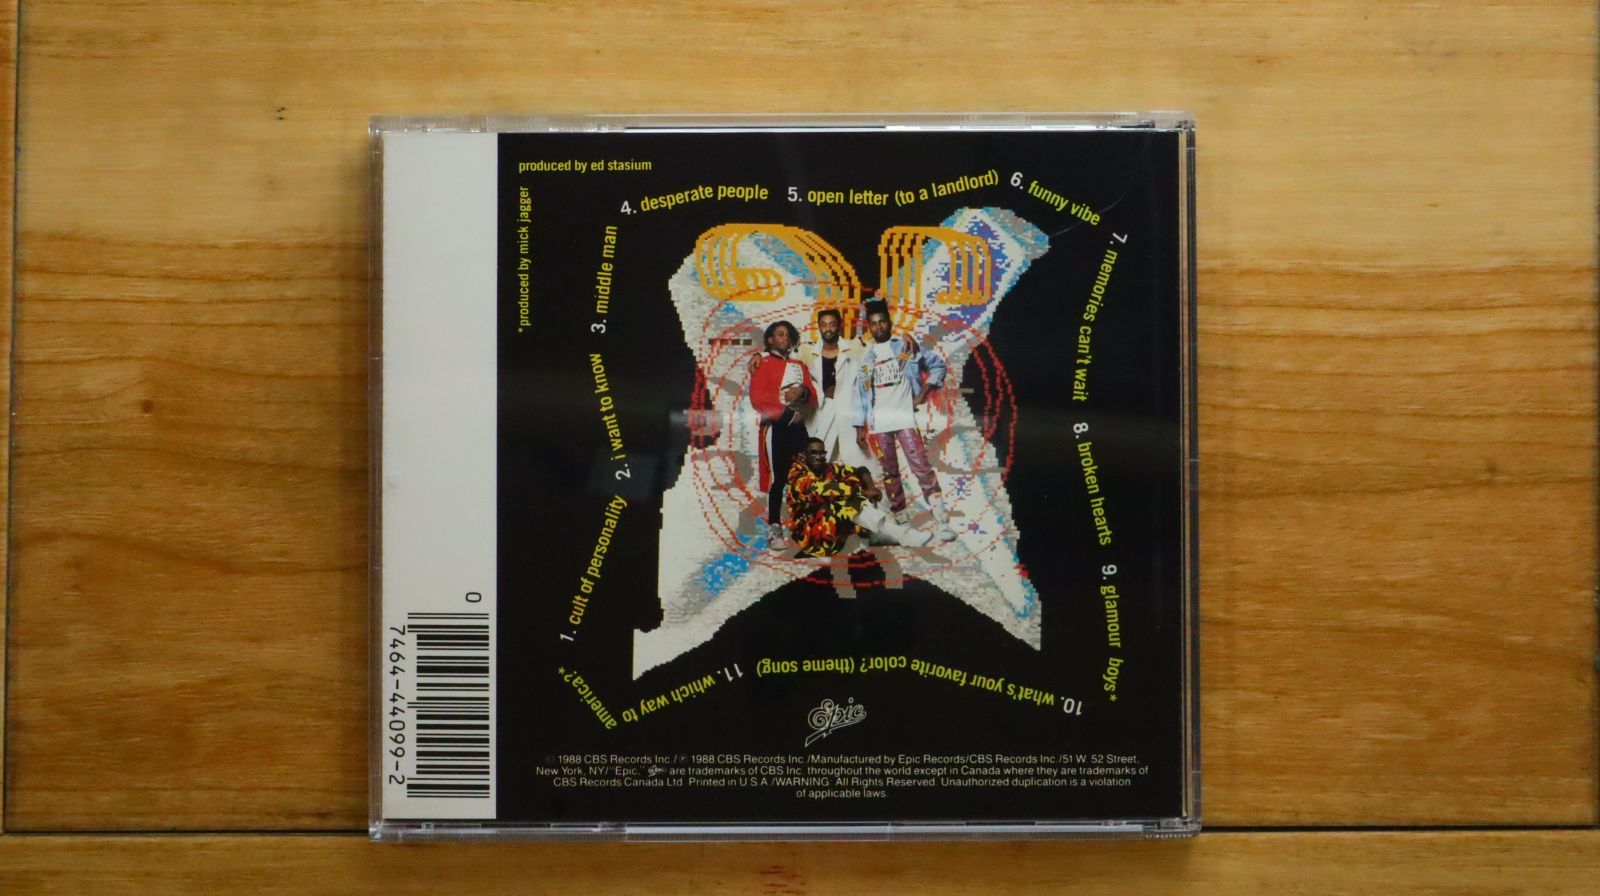 produced by ed stasium
*produced by mick jagger
1. cult of personality
2. i want to know
3. middle man
4. desperate people
5. open letter (to a landlord)
6. funny vibe
7. memories can't wait
8. broken hearts
9. glamour boys*
10. what's your favorite color? (theme song)
11. which way to
america?*
Epic
© 1988 CBS Records Inc./℗ 1988 CBS Records Inc./Manufactured by Epic Records/CBS Records Inc./51 W. 52 Street,
New York, NY/"Epic," Epic are trademarks of CBS Inc. throughout the world except in Canada where they are trademarks of
CBS Records Canada Ltd. Printed in U.S.A./WARNING: All Rights Reserved. Unauthorized duplication is a violation
of applicable laws.
0
7464-44099-2